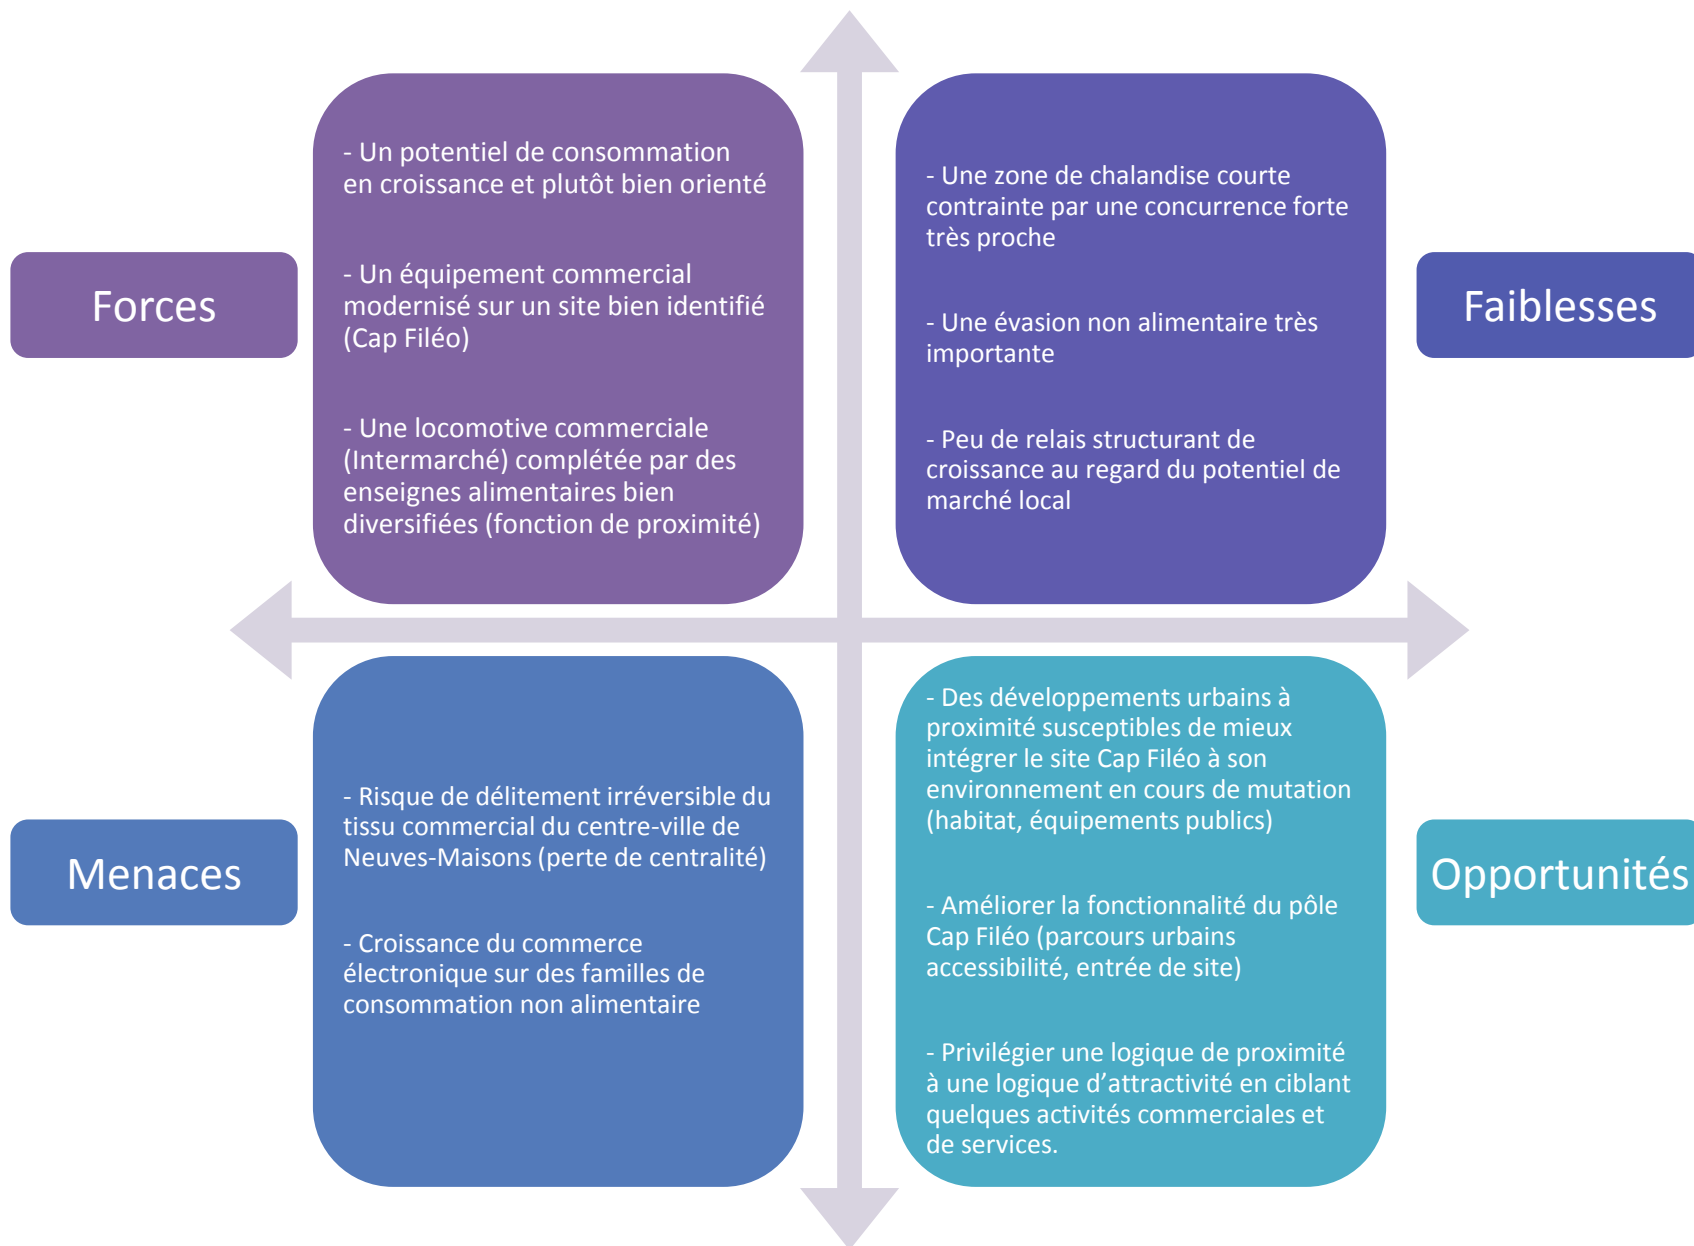 Forces
- Un potentiel de consommation
en croissance et plutôt bien orienté
- Un équipement commercial
modernisé sur un site bien identifié
(Cap Filéo)
- Une locomotive commerciale
(Intermarché) complétée par des
enseignes alimentaires bien
diversifiées (fonction de proximité)
Faiblesses
- Une zone de chalandise courte
contrainte par une concurrence forte
très proche
- Une évasion non alimentaire très
importante
- Peu de relais structurant de
croissance au regard du potentiel de
marché local
Menaces
- Risque de délitement irréversible du
tissu commercial du centre-ville de
Neuves-Maisons (perte de centralité)
- Croissance du commerce
électronique sur des familles de
consommation non alimentaire
Opportunités
- Des développements urbains à
proximité susceptibles de mieux
intégrer le site Cap Filéo à son
environnement en cours de mutation
(habitat, équipements publics)
- Améliorer la fonctionnalité du pôle
Cap Filéo (parcours urbains
accessibilité, entrée de site)
- Privilégier une logique de proximité
à une logique d’attractivité en ciblant
quelques activités commerciales et
de services.